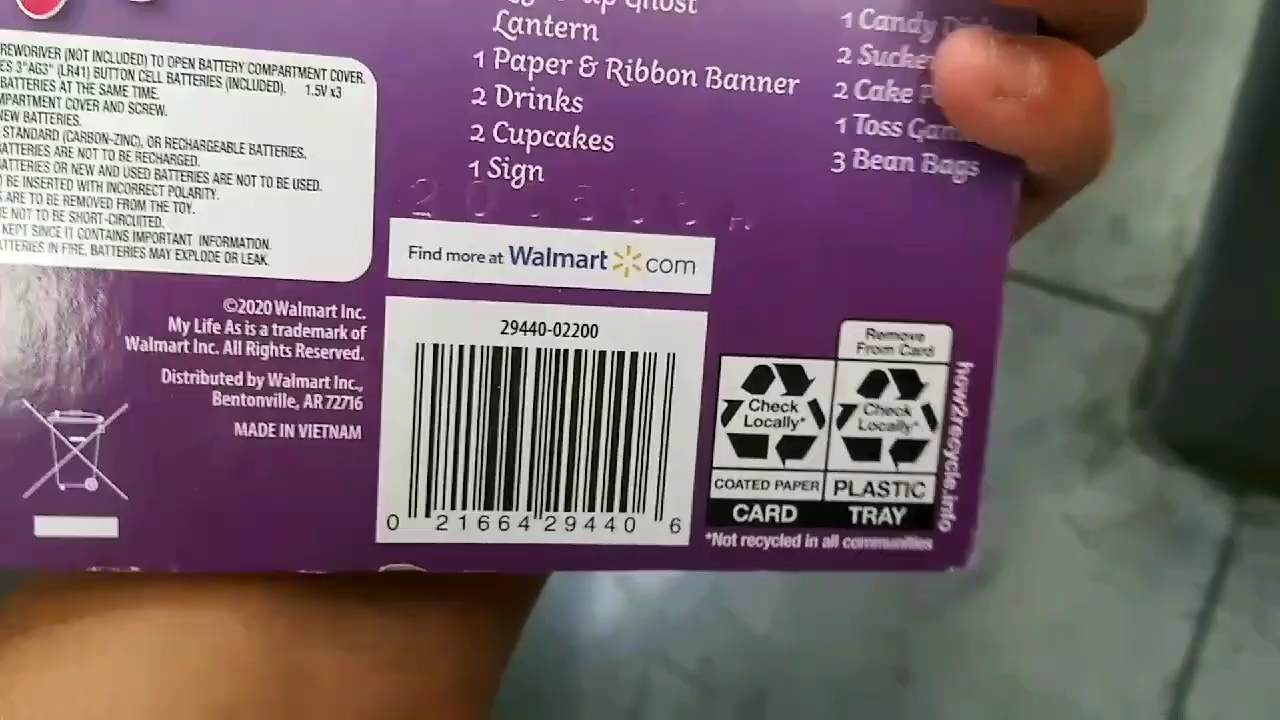 Ghost
Lantern
1 Paper & Ribbon Banner
2 Drinks
2 Cupcakes
1 Sign
1 Candy
2
2 Cake
1 Toss
3 Bean Bags
(NOT INCLUDED) TO OPEN BATTERY COMPARTMENT COVER.
3 "AG3" (LR41) BUTTON CELL BATTERIES (INCLUDED). 1.5V x3
BATTERIES AT THE SAME TIME.
COVER AND SCREW.
NEW BATTERIES.
STANDARD (CARBON-ZINC), OR RECHARGEABLE BATTERIES.
ARE NOT TO BE RECHARGED.
OR NEW AND USED BATTERIES ARE NOT TO BE USED.
BE INSERTED WITH INCORRECT POLARITY.
ARE TO BE REMOVED FROM THE TOY.
NOT TO BE SHORT-CIRCUITED.
KEPT SINCE IT CONTAINS IMPORTANT INFORMATION.
IN FIRE, BATTERIES MAY EXPLODE OR LEAK.
Find more at Walmart com
©2020 Walmart Inc.
My Life As is a trademark of
Walmart Inc. All Rights Reserved.
Distributed by Walmart Inc.,
Bentonville, AR 72716
MADE IN VIETNAM
29440-02200
0 21664 29440 6
Remove
From Card
Check
Locally*
Check
Locally*
COATED PAPER
PLASTIC
CARD
TRAY
*Not recycled in all communities
how2recycle.info